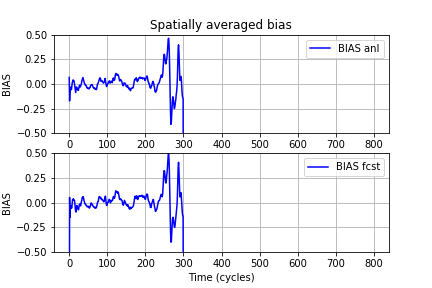 Spatially averaged bias
BIAS
0.50
0.25
0.00
−0.25
−0.50
BIAS anl
0 100 200 300 400 500 600 700 800
BIAS
0.50
0.25
0.00
−0.25
−0.50
BIAS fcst
0 100 200 300 400 500 600 700 800
Time (cycles)